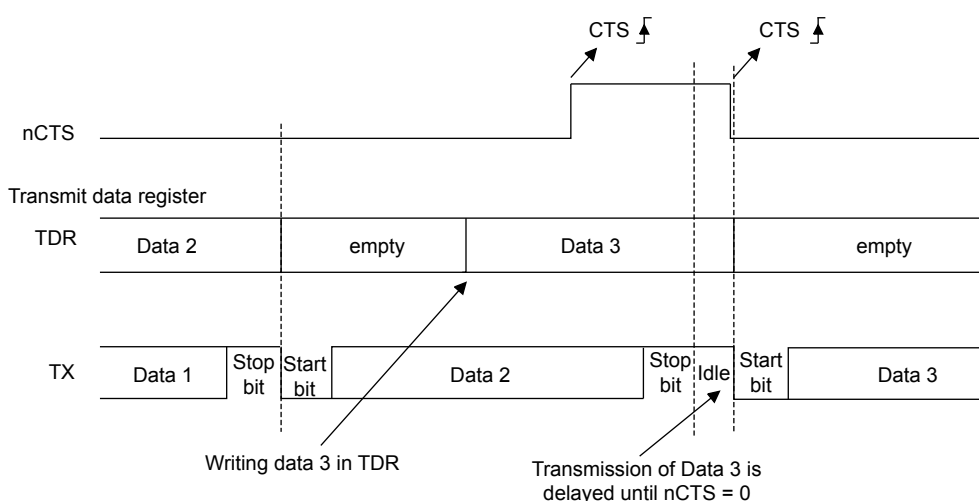 CTS CTS
nCTS
Transmit data register
TDR Data 2 empty Data 3 empty
TX Data 1 Stop bit Start bit Data 2 Stop bit Idle Start bit Data 3
Writing data 3 in TDR
Transmission of Data 3 is
delayed until nCTS = 0